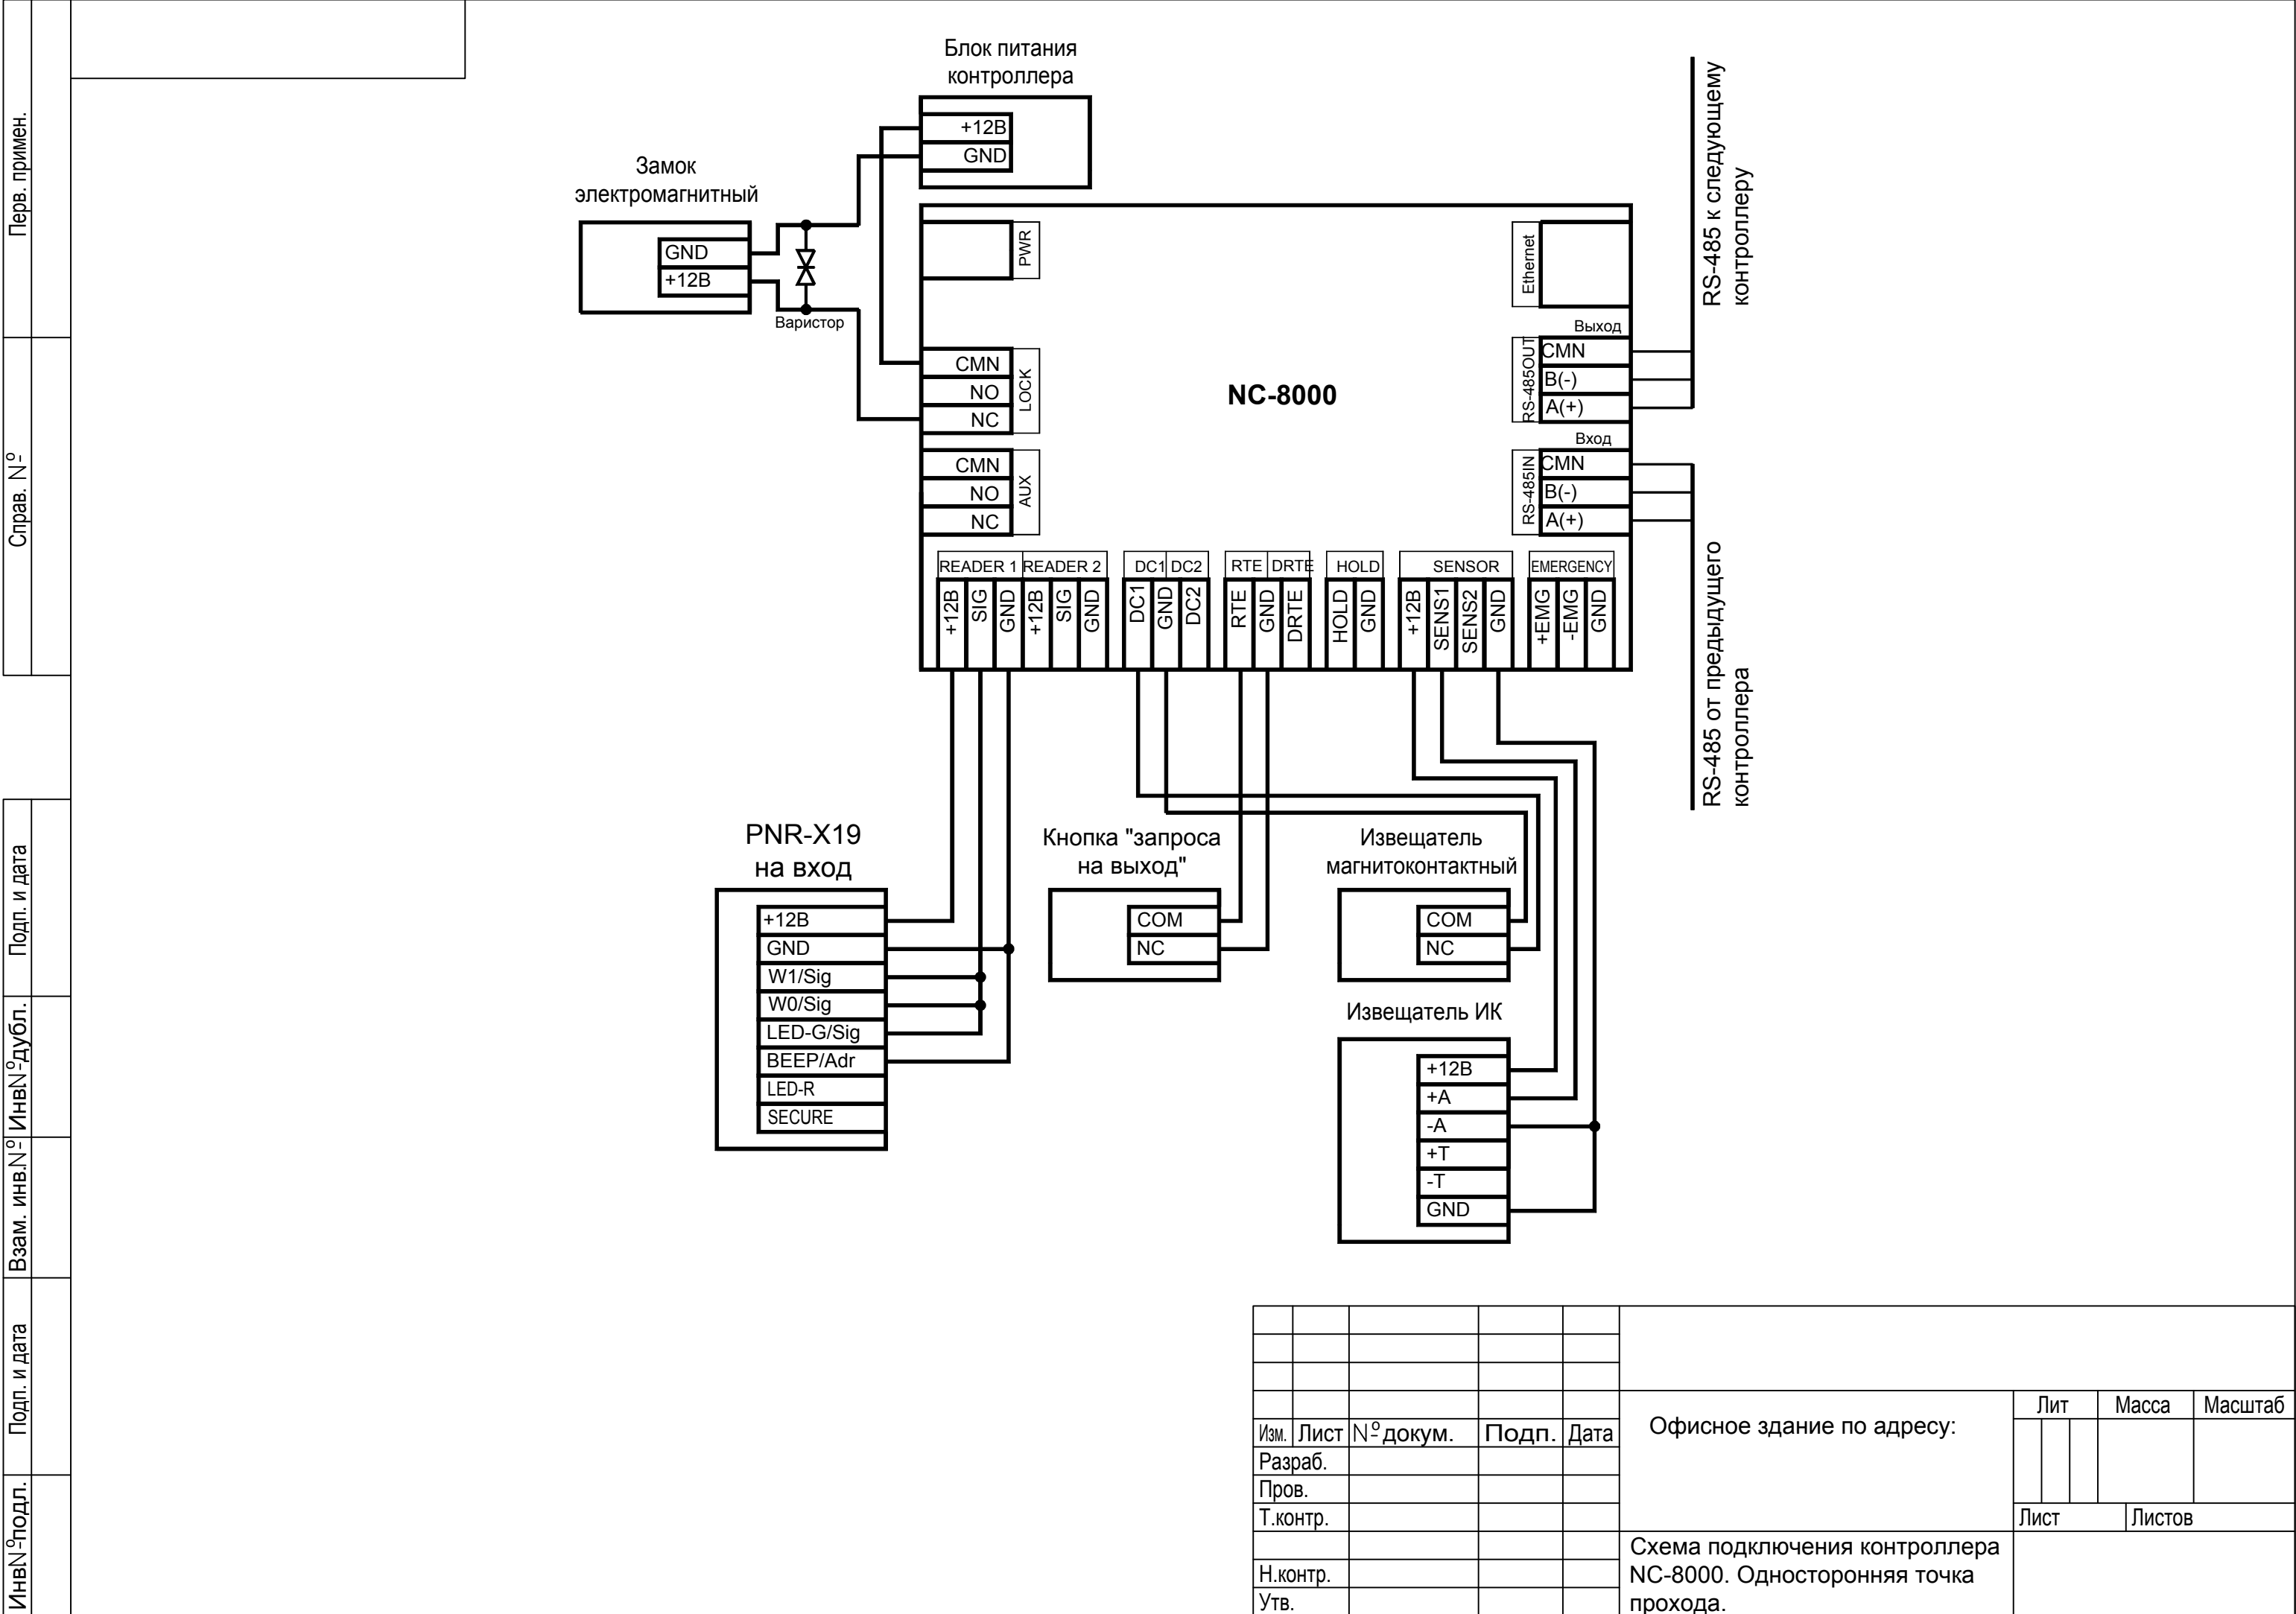 Блок питания
контроллера
+12В
GND
Замок
электромагнитный
GND
+12В
Варистор
RS-485 к следующему
контроллеру
PWR
Ethernet
Выход
CMN
NO
NC
LOCK
NC-8000
RS-485OUT
CMN
B(-)
A(+)
Вход
CMN
NO
NC
AUX
RS-485IN
CMN
B(-)
A(+)
RS-485 от предыдущего
контроллера
READER 1
READER 2
DC1
DC2
RTE
DRTE
HOLD
SENSOR
EMERGENCY
+12В
SIG
GND
+12В
SIG
GND
DC1
GND
DC2
RTE
GND
DRTE
HOLD
GND
+12В
SENS1
SENS2
GND
+EMG
-EMG
GND
PNR-X19
на вход
+12В
GND
W1/Sig
W0/Sig
LED-G/Sig
BEEP/Adr
LED-R
SECURE
Кнопка "запроса
на выход"
COM
NC
Извещатель
магнитоконтактный
COM
NC
Извещатель ИК
+12В
+A
-A
+T
-T
GND
Перв. примен.
Справ. №
Подп. и дата
Инв№дубл.
Взам. инв.№
Подп. и дата
Инв№подл.
Изм. Лист № докум. Подп. Дата
Разраб.
Пров.
Т.контр.
Н.контр.
Утв.
Офисное здание по адресу:
Лит Масса Масштаб
Лист Листов
Схема подключения контроллера
NC-8000. Односторонняя точка
прохода.